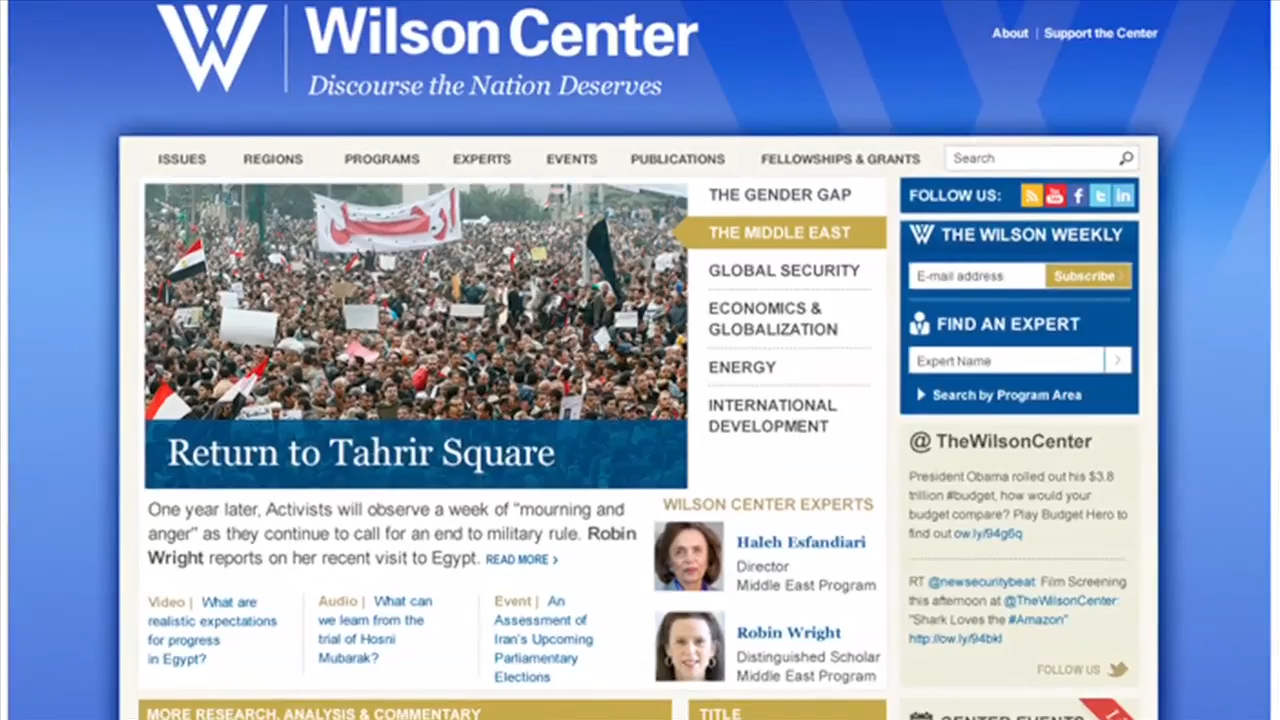 Wilson Center
Discourse the Nation Deserves
About | Support the Center
ISSUES REGIONS PROGRAMS EXPERTS EVENTS PUBLICATIONS FELLOWSHIPS & GRANTS
Search
ارحل
Return to Tahrir Square
THE GENDER GAP
THE MIDDLE EAST
GLOBAL SECURITY
ECONOMICS &
GLOBALIZATION
ENERGY
INTERNATIONAL
DEVELOPMENT
One year later, Activists will observe a week of "mourning and
anger" as they continue to call for an end to military rule. Robin
Wright reports on her recent visit to Egypt. READ MORE >
Video | What are
realistic expectations
for progress
in Egypt?
Audio | What can
we learn from the
trial of Hosni
Mubarak?
Event | An
Assessment of
Iran's Upcoming
Parliamentary
Elections
WILSON CENTER EXPERTS
Haleh Esfandiari
Director
Middle East Program
Robin Wright
Distinguished Scholar
Middle East Program
FOLLOW US:
THE WILSON WEEKLY
E-mail address
Subscribe
FIND AN EXPERT
Expert Name
Search by Program Area
@ TheWilsonCenter
President Obama rolled out his $3.8
trillion #budget, how would your
budget compare? Play Budget Hero to
find out ow.ly/94g6q
RT @newsecuritybeat: Film Screening
this afternoon at @TheWilsonCenter:
"Shark Loves the #Amazon"
http://ow.ly/94bkl
FOLLOW US
MORE RESEARCH, ANALYSIS & COMMENTARY
TITLE
CENTER EVENTS